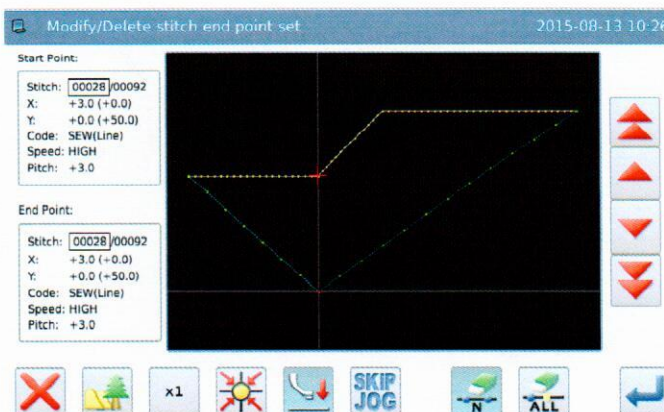 Modify/Delete stitch end point set 2015-08-13 10:26
Start Point:
Stitch: 00028/00092
X: +3.0 (+0.0)
Y: +0.0 (+50.0)
Code: SEW(Line)
Speed: HIGH
Pitch: +3.0
End Point:
Stitch: 00028/00092
X: +3.0 (+0.0)
Y: +0.0 (+50.0)
Code: SEW(Line)
Speed: HIGH
Pitch: +3.0
x1
SKIP
JOG
N
ALL